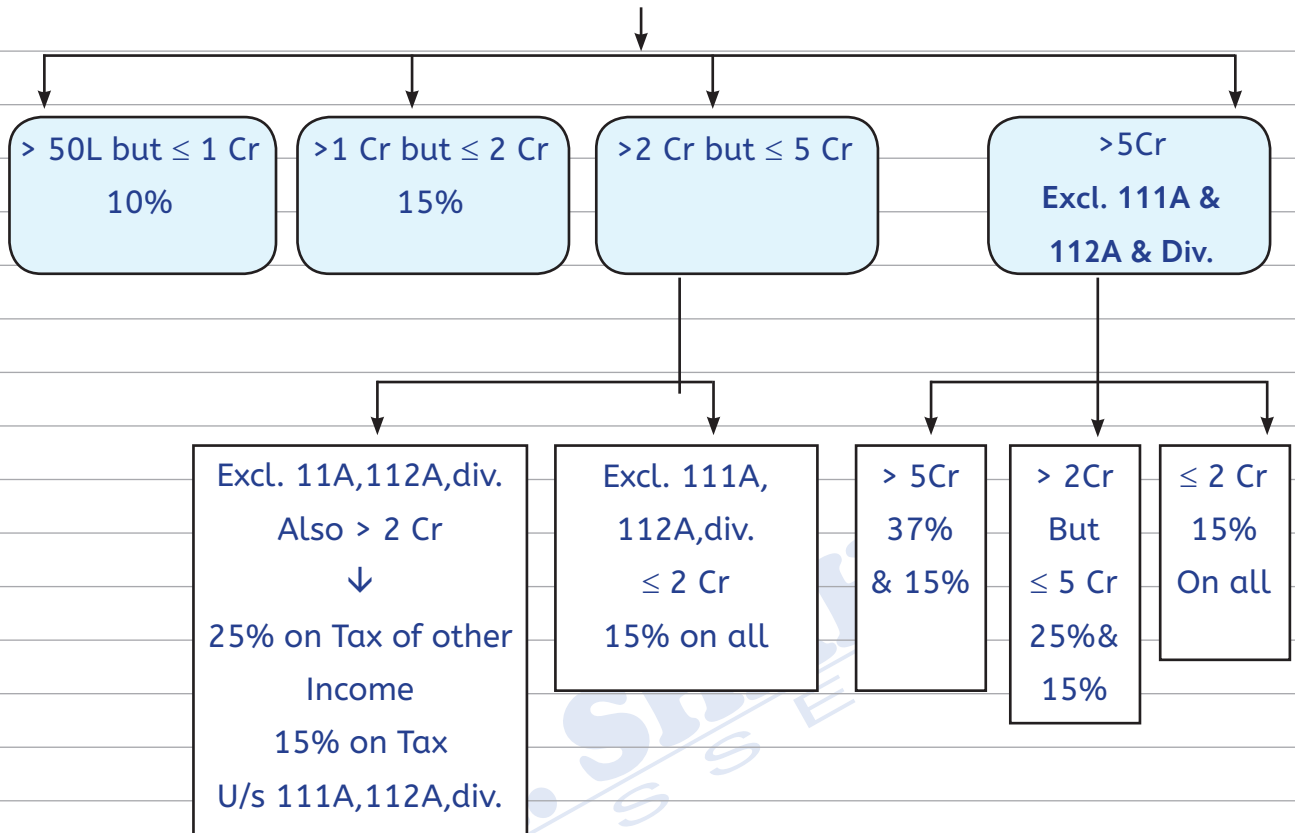 > 50L but ≤ 1 Cr
10%
>1 Cr but ≤ 2 Cr
15%
>2 Cr but ≤ 5 Cr
>5Cr
Excl. 111A &
112A & Div.
Excl. 11A,112A,div.
Also > 2 Cr
↓
25% on Tax of other
Income
15% on Tax
U/s 111A,112A,div.
Excl. 111A,
112A,div.
≤ 2 Cr
15% on all
> 5Cr
37%
& 15%
> 2Cr
But
≤ 5 Cr
25%&
15%
≤ 2 Cr
15%
On all